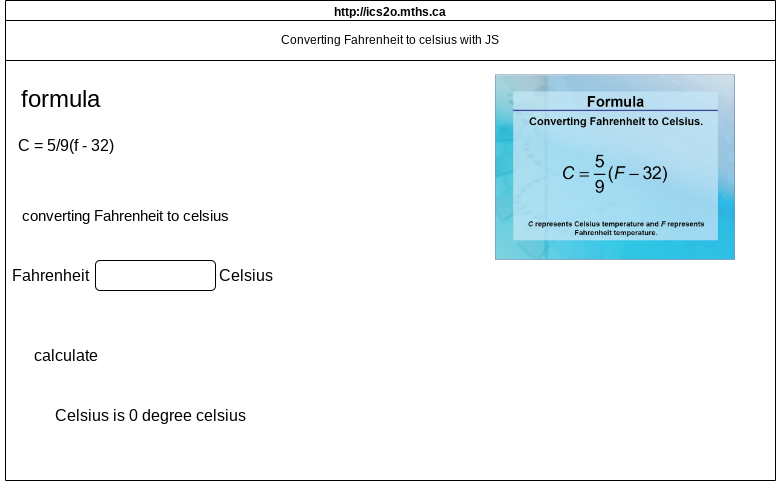 http://ics2o.mths.ca
Converting Fahrenheit to celsius with JS
formula
C = 5/9(f - 32)
converting Fahrenheit to celsius
Fahrenheit Celsius
calculate
Celsius is 0 degree celsius
Formula
Converting Fahrenheit to Celsius.
C = 5/9 (F – 32)
C represents Celsius temperature and F represents
Fahrenheit temperature.